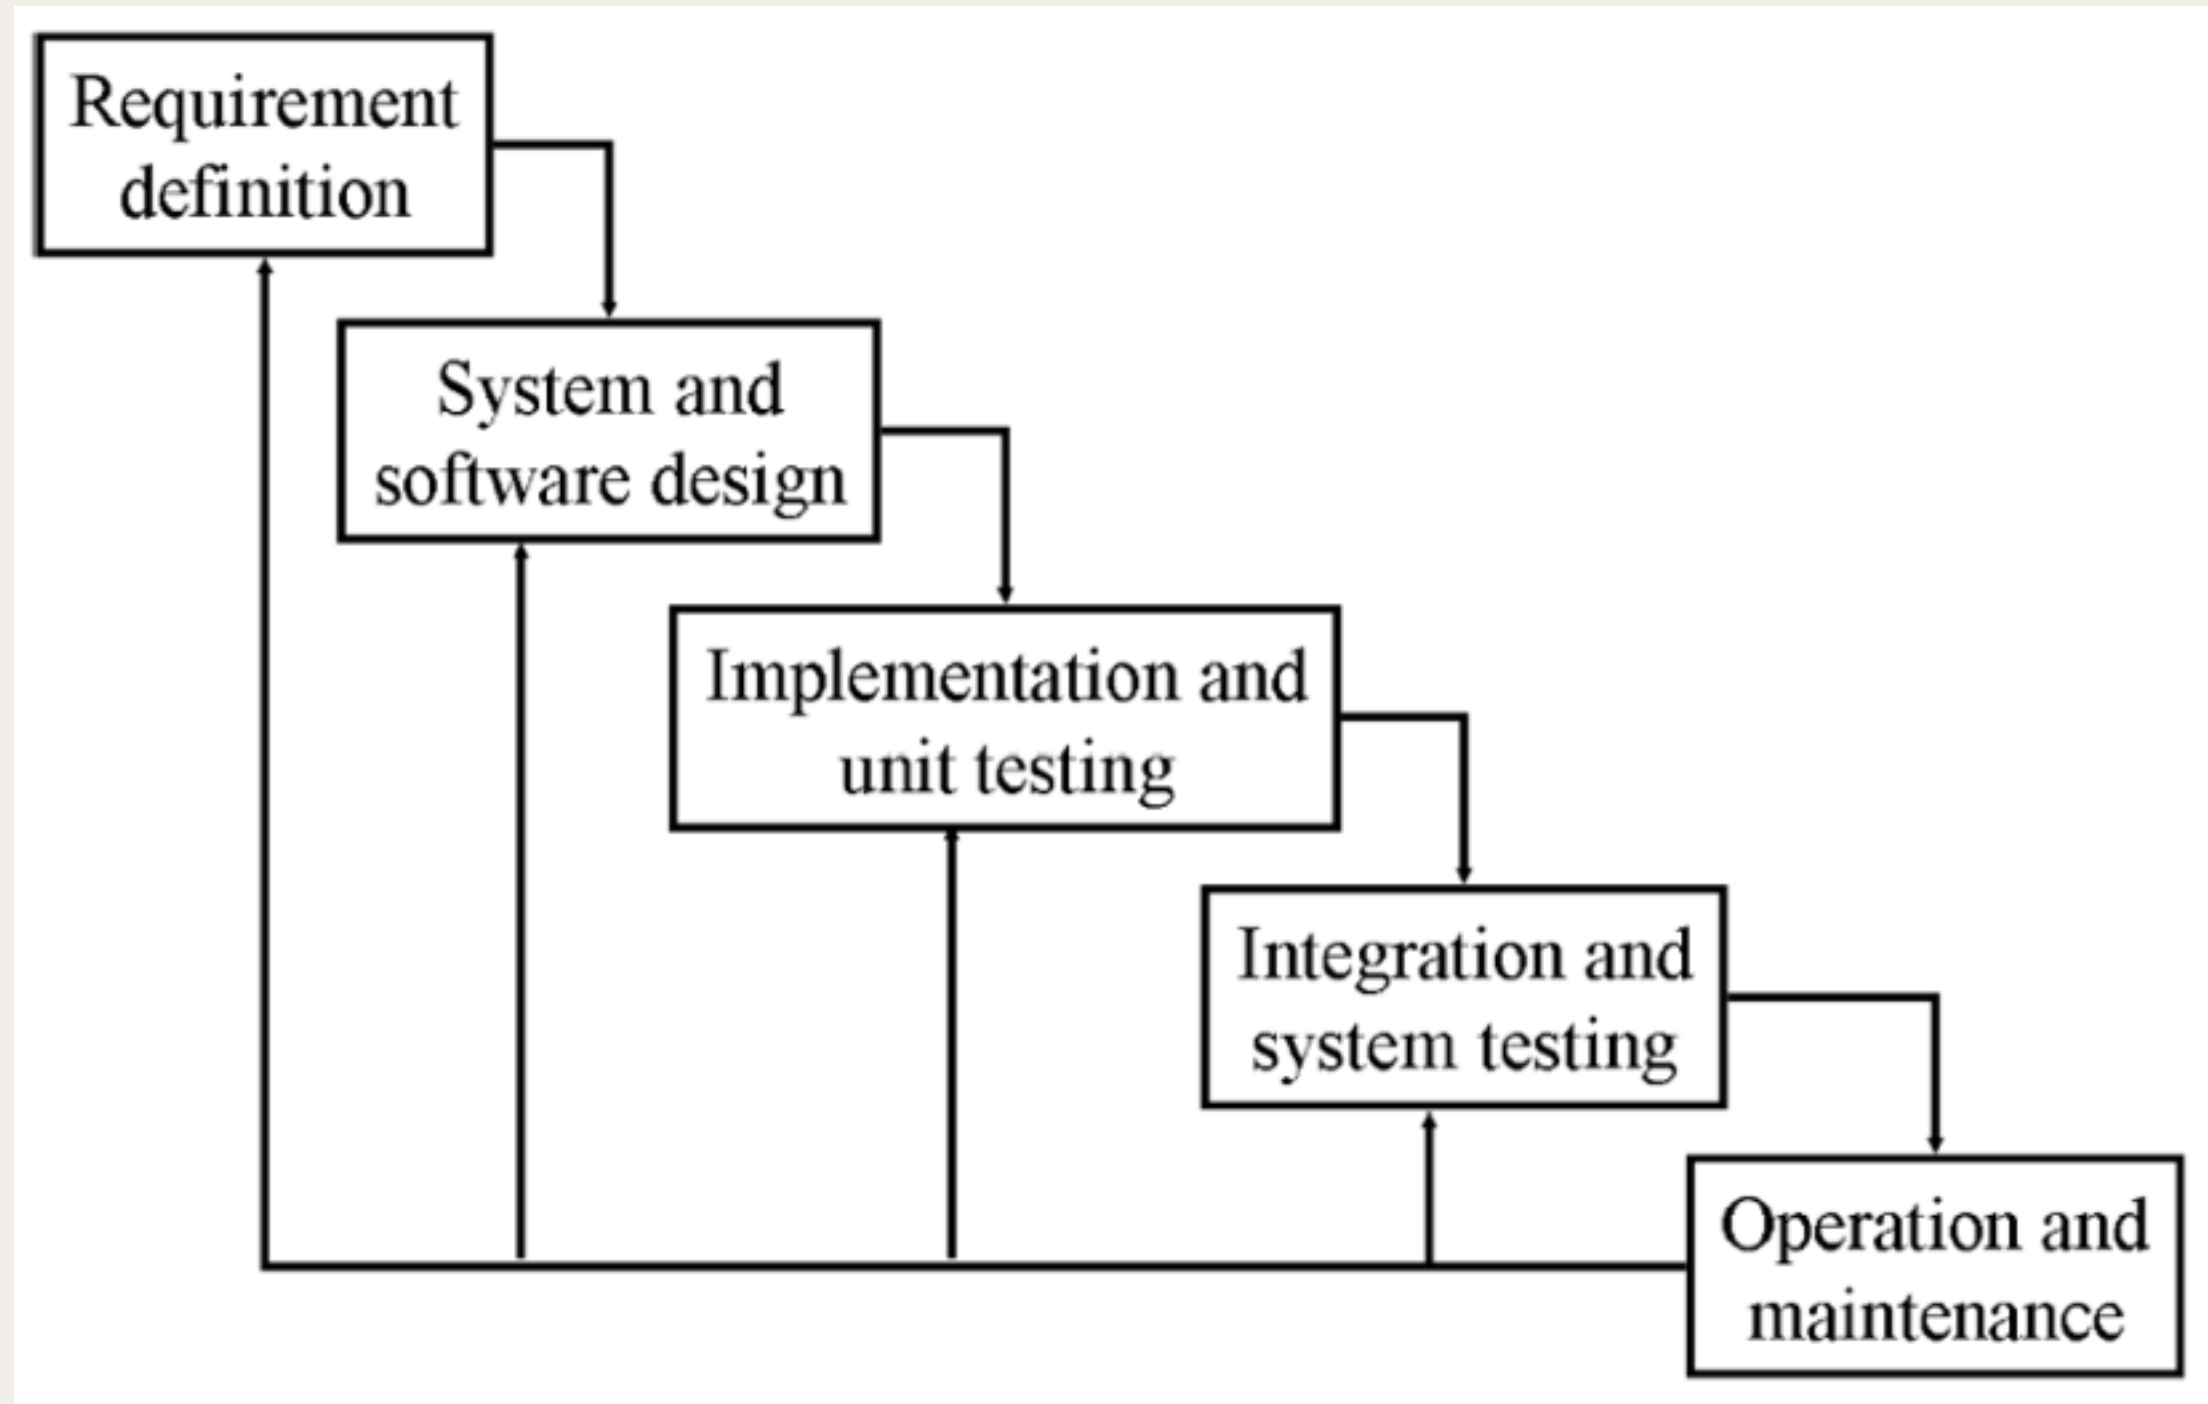 Requirement
definition
System and
software design
Implementation and
unit testing
Integration and
system testing
Operation and
maintenance